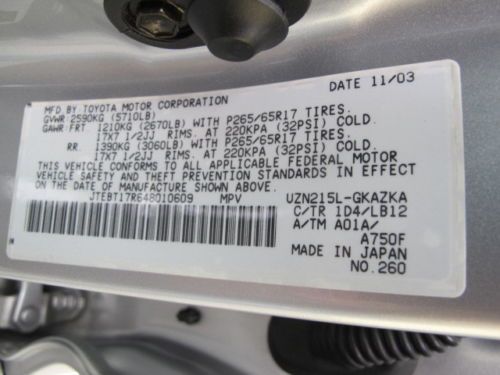 DATE 11/03
MFD BY TOYOTA MOTOR CORPORATION
GVWR 2590KG (5710LB)
GAWR FRT. 1210KG (2670LB) WITH P265/65R17 TIRES.
17X7 1/2JJ RIMS. AT 220KPA (32PSI) COLD.
RR. 1390KG (3060LB) WITH P265/65R17 TIRES.
17X7 1/2JJ RIMS. AT 220KPA (32PSI) COLD.
THIS VEHICLE CONFORMS TO ALL APPLICABLE FEDERAL MOTOR
VEHICLE SAFETY AND THEFT PREVENTION STANDARDS IN EFFECT
ON THE DATE OF MANUFACTURE SHOWN ABOVE.
JTEBT17R648010609 MPV UZN215L-GKAZKA
C/TR 1D4/LB12
A/TM A01A/
A750F
MADE IN JAPAN
NO.260